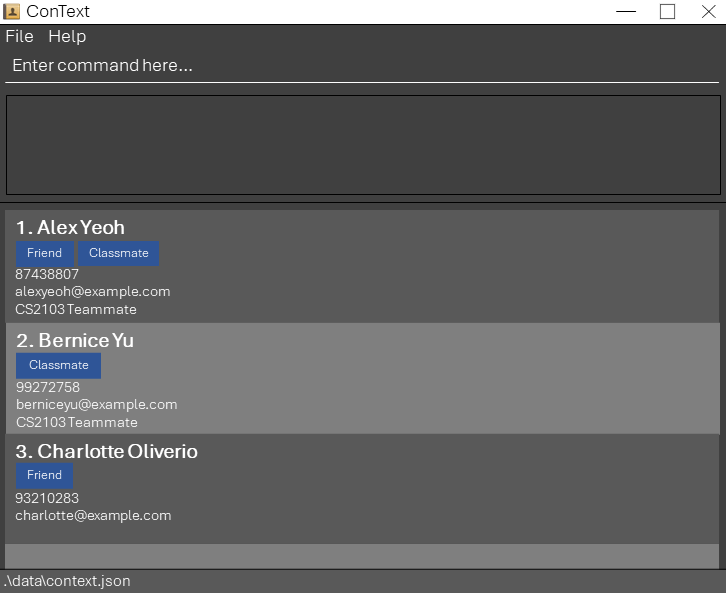 ConText
File Help
Enter command here...
1. Alex Yeoh
Friend Classmate
87438807
alexyeoh@example.com
CS2103 Teammate
2. Bernice Yu
Classmate
99272758
berniceyu@example.com
CS2103 Teammate
3. Charlotte Oliverio
Friend
93210283
charlotte@example.com
.\data\context.json